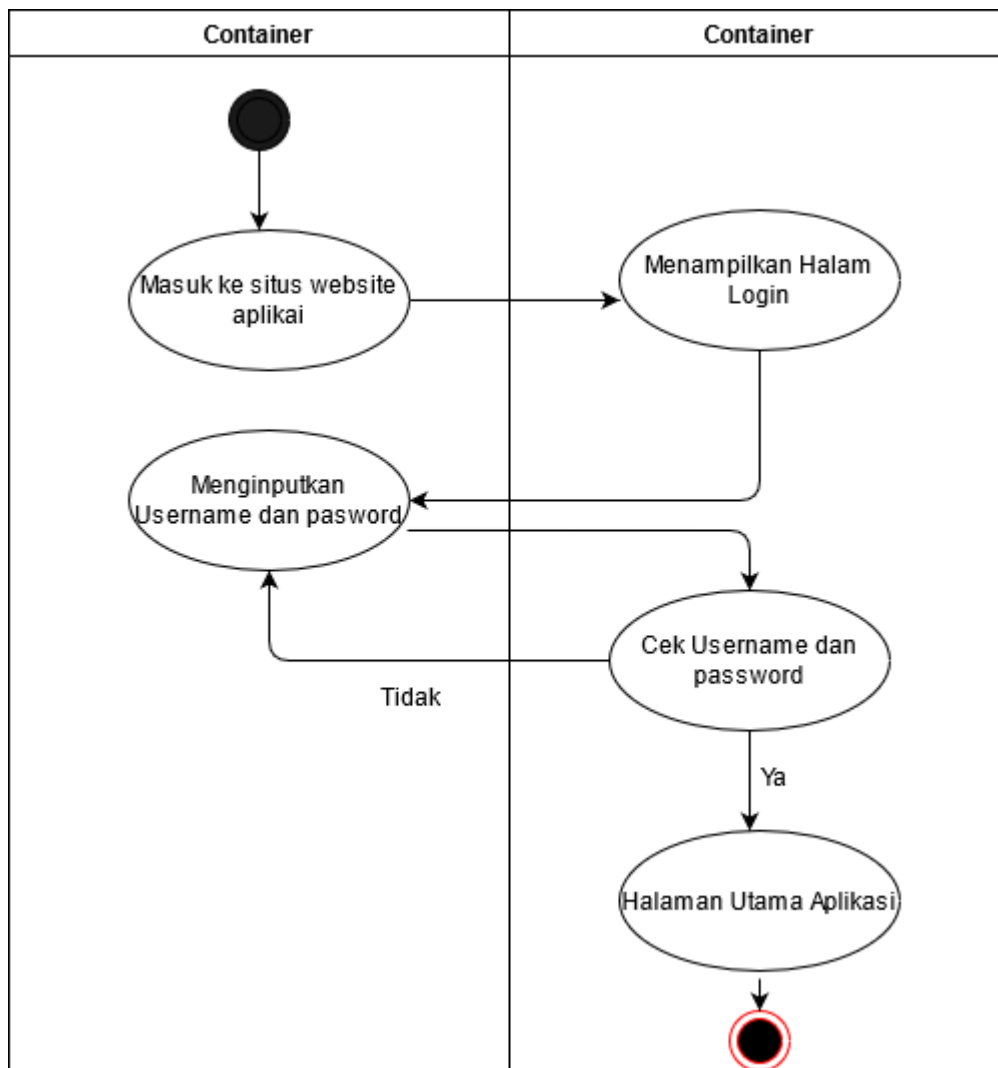 Container
Container
Masuk ke situs website
aplikai
Menampilkan Halam
Login
Menginputkan
Username dan pasword
Cek Username dan
password
Tidak
Ya
Halaman Utama Aplikasi